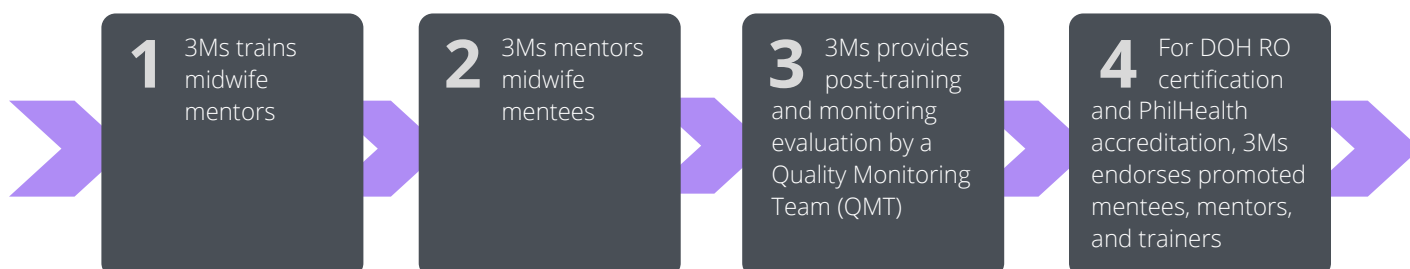 1
3Ms trains
midwife
mentors
2
3Ms mentors
midwife
mentees
3
3Ms provides
post-training
and monitoring
evaluation by a
Quality Monitoring
Team (QMT)
4
For DOH RO
certification
and PhilHealth
accreditation, 3Ms
endorses promoted
mentees, mentors,
and trainers